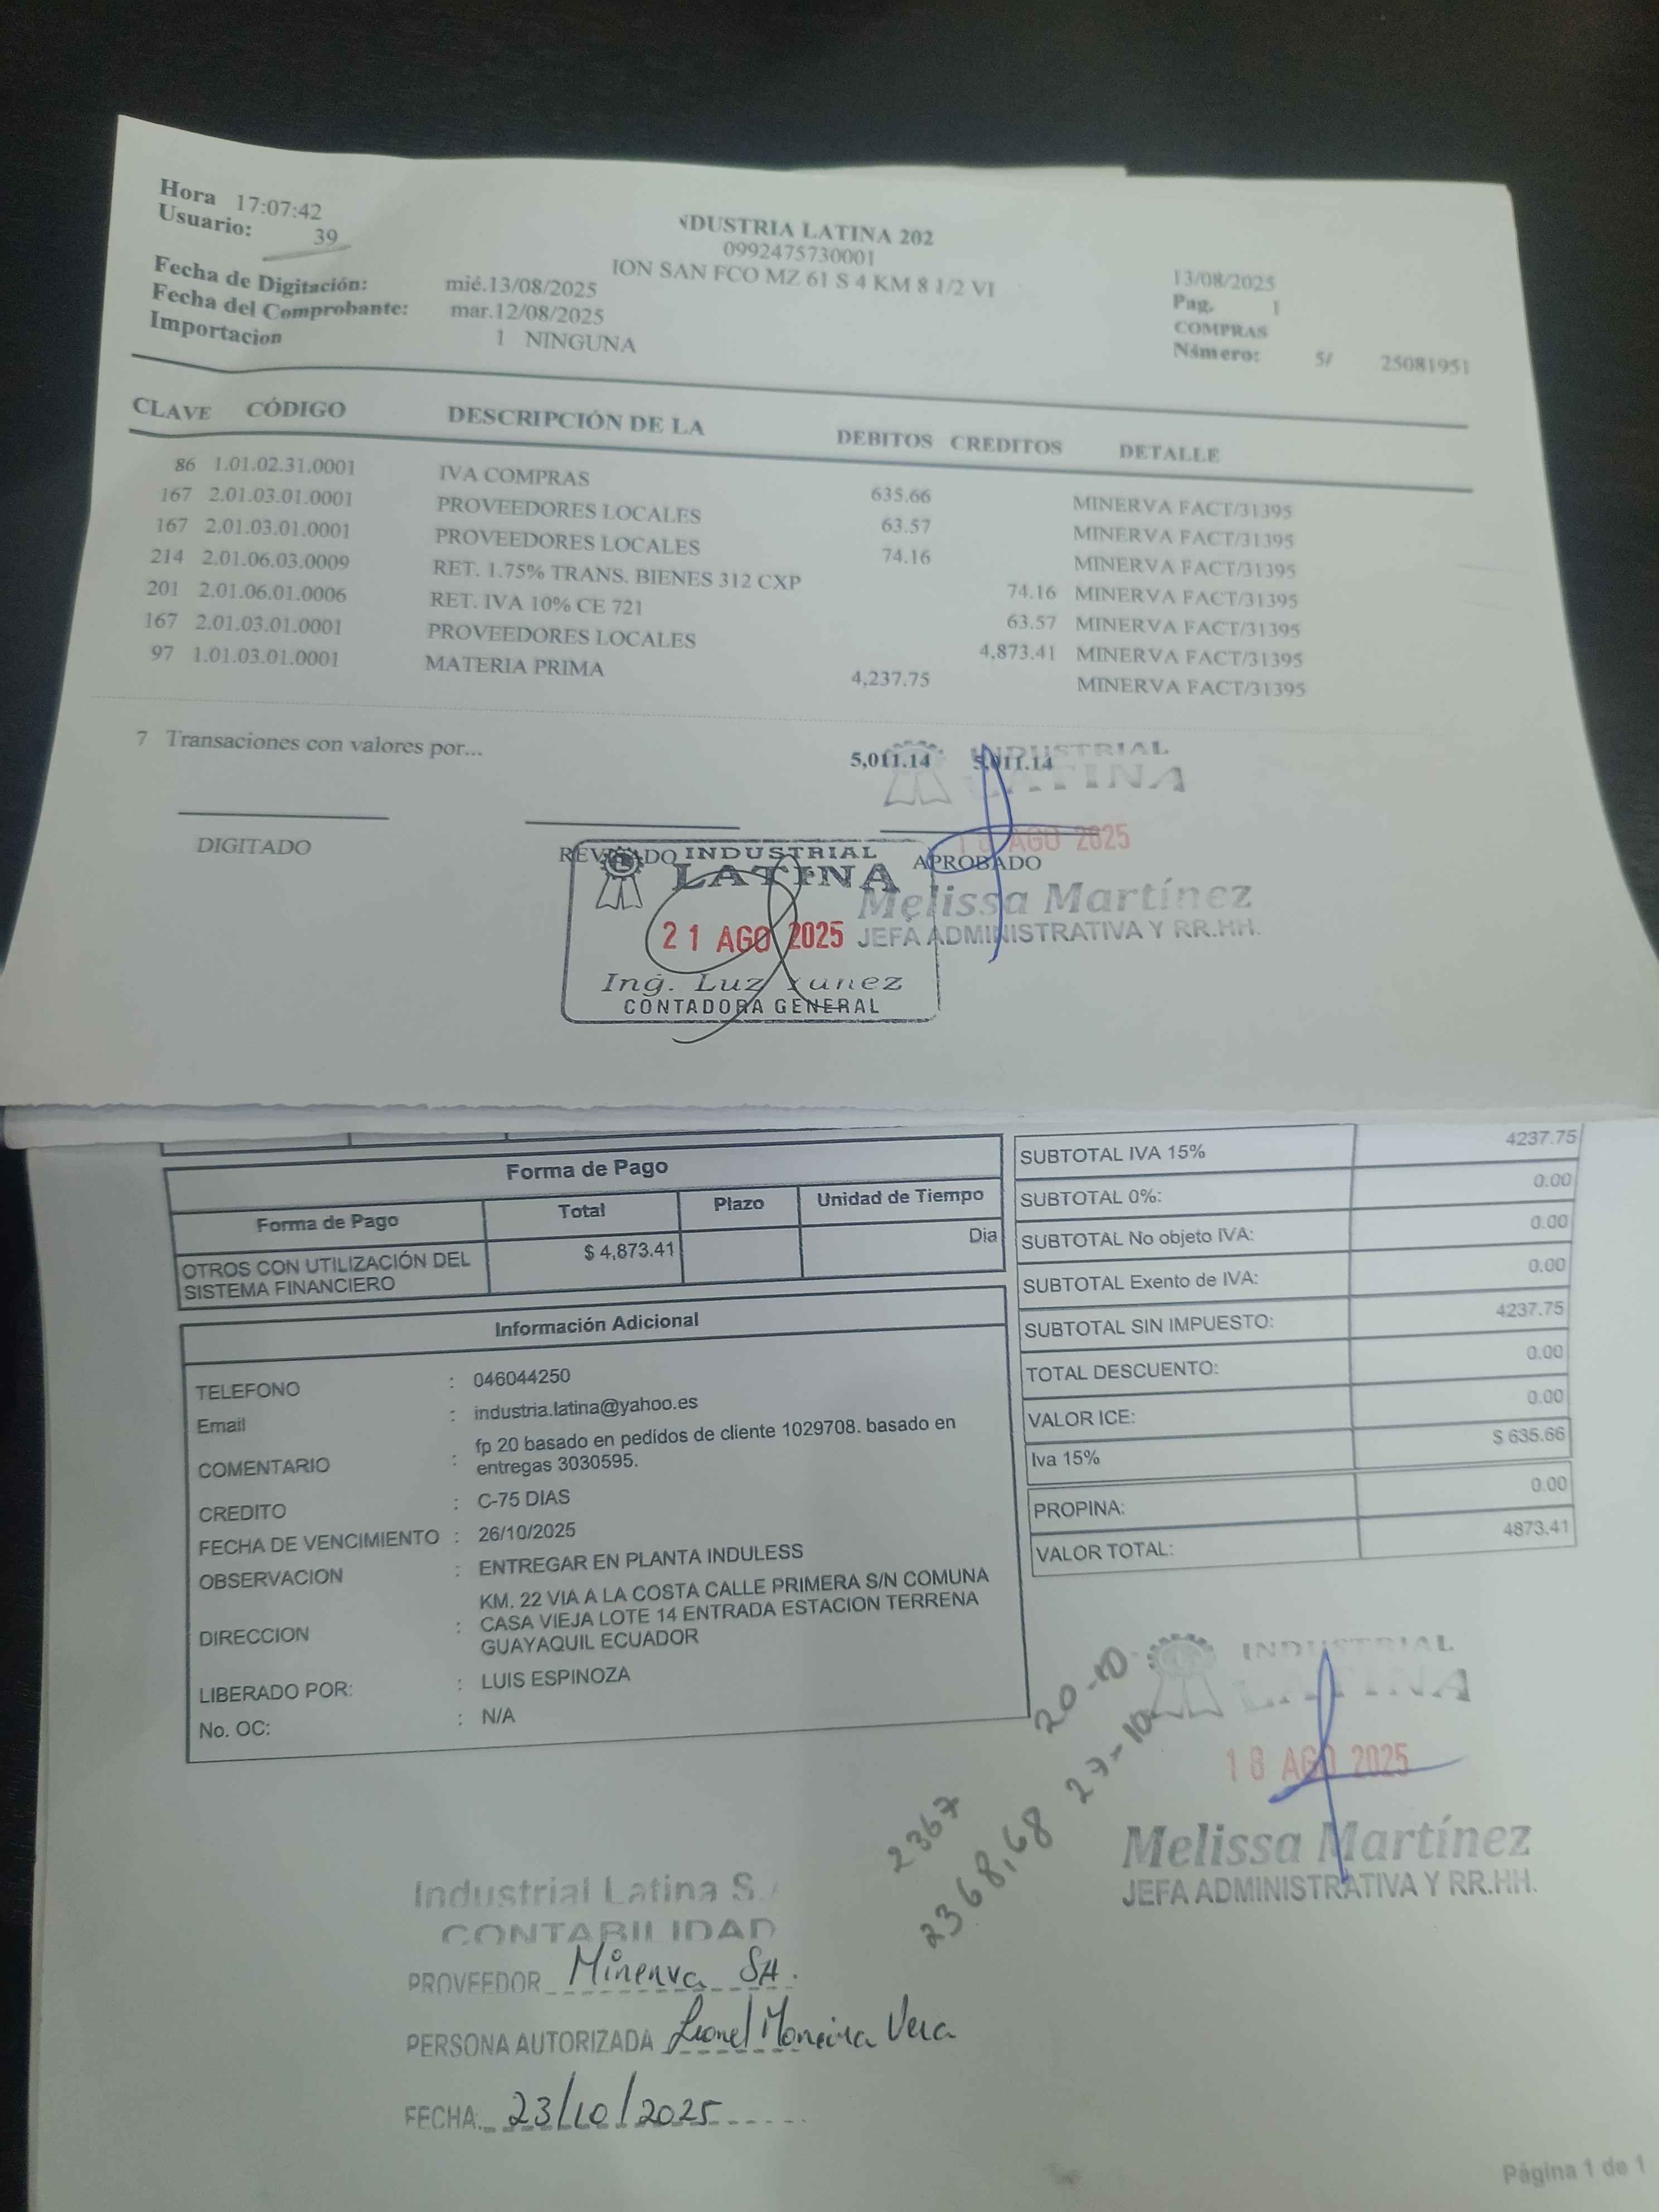 Hora 17:07:42
Usuario: 39
NDUSTRIA LATINA 202
0992475730001
ION SAN FCO MZ 61 S 4 KM 8 1/2 VI
Fecha de Digitación: mié.13/08/2025
Fecha del Comprobante: mar.12/08/2025
Importacion 1 NINGUNA
13/08/2025
Pag. 1
COMPRAS
Número: 5/ 25081951
CLAVE CÓDIGO DESCRIPCIÓN DE LA DEBITOS CREDITOS DETALLE
86 1.01.02.31.0001 IVA COMPRAS 635.66 MINERVA FACT/31395
167 2.01.03.01.0001 PROVEEDORES LOCALES 63.57 MINERVA FACT/31395
167 2.01.03.01.0001 PROVEEDORES LOCALES 74.16 MINERVA FACT/31395
214 2.01.06.03.0009 RET. 1.75% TRANS. BIENES 312 CXP 74.16 MINERVA FACT/31395
201 2.01.06.01.0006 RET. IVA 10% CE 721 63.57 MINERVA FACT/31395
167 2.01.03.01.0001 PROVEEDORES LOCALES 4,873.41 MINERVA FACT/31395
97 1.01.03.01.0001 MATERIA PRIMA 4,237.75 MINERVA FACT/31395
7 Transaciones con valores por... 5,011.14 5,011.14
INDUSTRIAL
LATINA
AGO 2025
DIGITADO REVISADO APROBADO
Melissa Martínez
JEFA ADMINISTRATIVA Y RR.HH.
INDUSTRIAL
LATINA
21 AGO 2025
Ing. Luz Yunez
CONTADORA GENERAL
Forma de Pago
Forma de Pago Total Plazo Unidad de Tiempo
OTROS CON UTILIZACIÓN DEL SISTEMA FINANCIERO $ 4,873.41 Dia
SUBTOTAL IVA 15% 4237.75
SUBTOTAL 0%: 0.00
SUBTOTAL No objeto IVA: 0.00
SUBTOTAL Exento de IVA: 0.00
SUBTOTAL SIN IMPUESTO: 4237.75
TOTAL DESCUENTO: 0.00
VALOR ICE: 0.00
Iva 15% $ 635.66
PROPINA: 0.00
VALOR TOTAL: 4873.41
Información Adicional
TELEFONO : 046044250
Email : industria.latina@yahoo.es
COMENTARIO : fp 20 basado en pedidos de cliente 1029708. basado en
entregas 3030595.
CREDITO : C-75 DIAS
FECHA DE VENCIMIENTO : 26/10/2025
OBSERVACION : ENTREGAR EN PLANTA INDULESS
DIRECCION : KM. 22 VIA A LA COSTA CALLE PRIMERA S/N COMUNA
CASA VIEJA LOTE 14 ENTRADA ESTACION TERRENA
GUAYAQUIL ECUADOR
LIBERADO POR: : LUIS ESPINOZA
No. OC: : N/A
2367 20-10
2368,68 27-10
INDUSTRIAL
LATINA
18 AGO 2025
Melissa Martínez
JEFA ADMINISTRATIVA Y RR.HH.
Industrial Latina S.
CONTABILIDAD
PROVEEDOR Minerva SA.
PERSONA AUTORIZADA Lionel Moreira Vera
FECHA 23/10/2025
Página 1 de 1